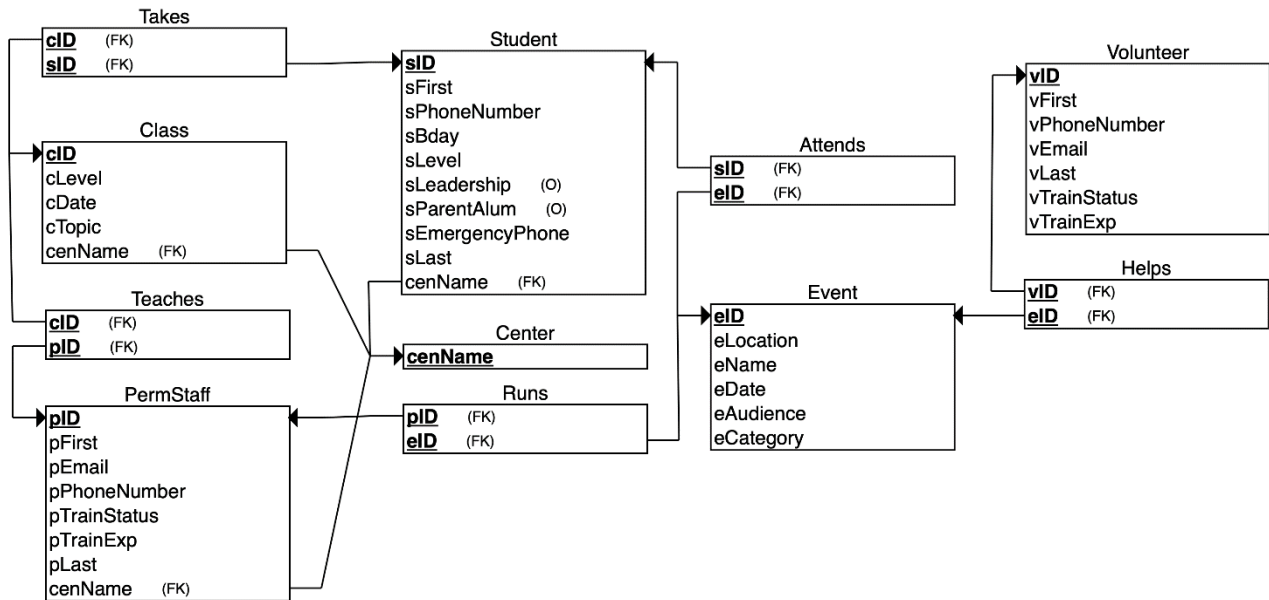 Takes
cID (FK)
sID (FK)
Class
cID
cLevel
cDate
cTopic
cenName (FK)
Teaches
cID (FK)
pID (FK)
PermStaff
pID
pFirst
pEmail
pPhoneNumber
pTrainStatus
pTrainExp
pLast
cenName (FK)
Student
sID
sFirst
sPhoneNumber
sBday
sLevel
sLeadership (O)
sParentAlum (O)
sEmergencyPhone
sLast
cenName (FK)
Center
cenName
Runs
pID (FK)
eID (FK)
Attends
sID (FK)
eID (FK)
Event
eID
eLocation
eName
eDate
eAudience
eCategory
Volunteer
vID
vFirst
vPhoneNumber
vEmail
vLast
vTrainStatus
vTrainExp
Helps
vID (FK)
eID (FK)